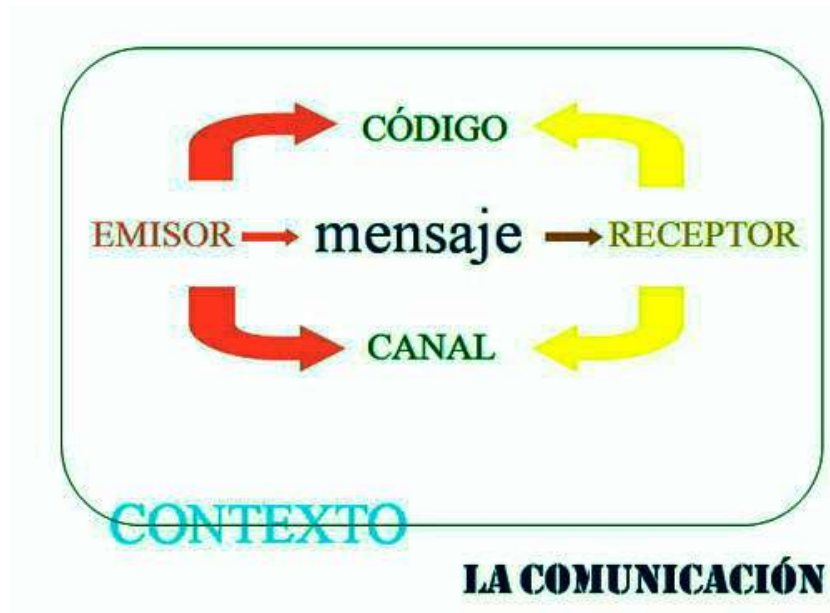 CÓDIGO
EMISOR mensaje RECEPTOR
CANAL
CONTEXTO
LA COMUNICACIÓN